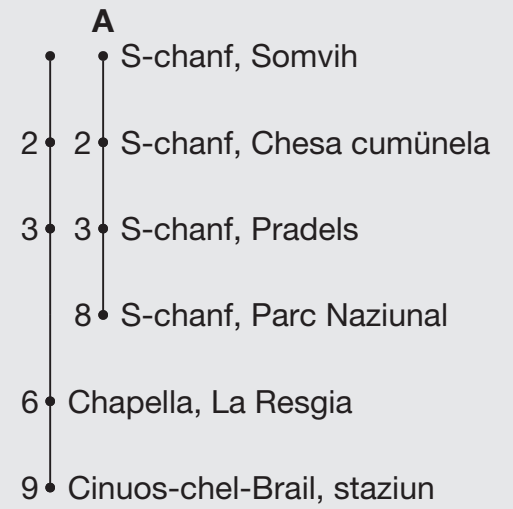 A
S-chanf, Somvih
2 2 S-chanf, Chesa cumünela
3 3 S-chanf, Pradels
8 S-chanf, Parc Naziunal
6 Chapella, La Resgia
9 Cinuos-chel-Brail, staziun